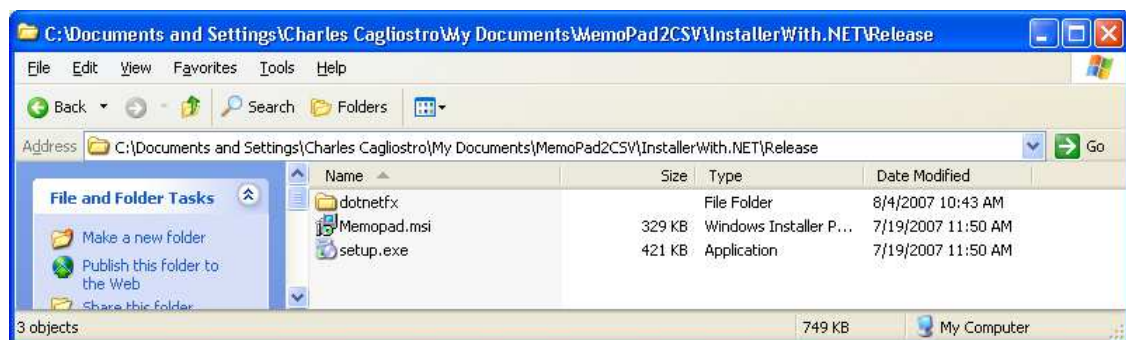 C:\Documents and Settings\Charles Cagliostro\My Documents\MemoPad2CSV\InstallerWith.NET\Release
File Edit View Favorites Tools Help
Back Search Folders
Address C:\Documents and Settings\Charles Cagliostro\My Documents\MemoPad2CSV\InstallerWith.NET\Release Go
Name Size Type Date Modified
File and Folder Tasks
dotnetfx File Folder 8/4/2007 10:43 AM
Memopad.msi 329 KB Windows Installer P... 7/19/2007 11:50 AM
setup.exe 421 KB Application 7/19/2007 11:50 AM
Make a new folder
Publish this folder to
the Web
Share this folder
3 objects 749 KB My Computer